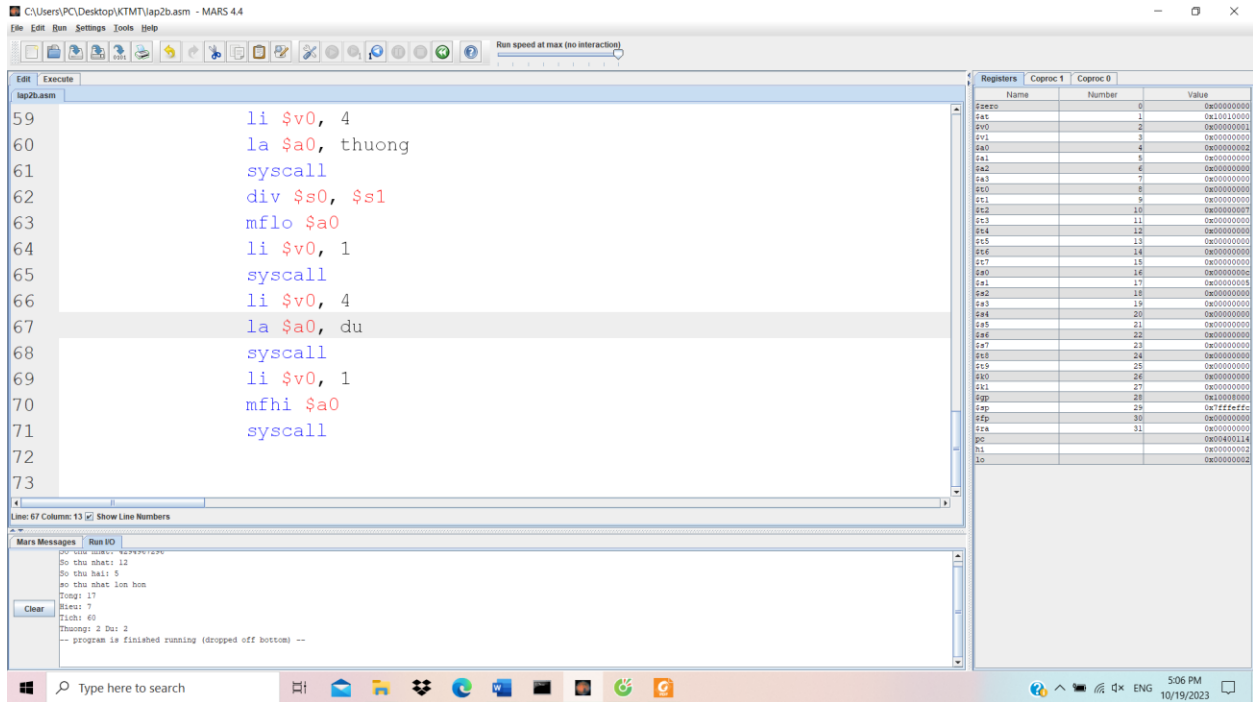 C:\Users\PC\Desktop\KTMT\lap2b.asm - MARS 4.4
File Edit Run Settings Tools Help
Run speed at max (no interaction)
Edit Execute
lap2b.asm
59 li $v0, 4
60 la $a0, thuong
61 syscall
62 div $s0, $s1
63 mflo $a0
64 li $v0, 1
65 syscall
66 li $v0, 4
67 la $a0, du
68 syscall
69 li $v0, 1
70 mfhi $a0
71 syscall
72
73
Line: 67 Column: 13 Show Line Numbers
Mars Messages Run I/O
So thu nhat: 12
So thu hai: 5
so thu nhat lon hon
Tong: 17
Hieu: 7
Tich: 60
Thuong: 2 Du: 2
-- program is finished running (dropped off bottom) --
Clear
Registers Coproc 1 Coproc 0
Name Number Value
$zero 0 0x00000000
$at 1 0x10010000
$v0 2 0x00000001
$v1 3 0x00000000
$a0 4 0x00000002
$a1 5 0x00000000
$a2 6 0x00000000
$a3 7 0x00000000
$t0 8 0x00000000
$t1 9 0x00000000
$t2 10 0x00000007
$t3 11 0x00000000
$t4 12 0x00000000
$t5 13 0x00000000
$t6 14 0x00000000
$t7 15 0x00000000
$s0 16 0x0000000c
$s1 17 0x00000005
$s2 18 0x00000000
$s3 19 0x00000000
$s4 20 0x00000000
$s5 21 0x00000000
$s6 22 0x00000000
$s7 23 0x00000000
$t8 24 0x00000000
$t9 25 0x00000000
$k0 26 0x00000000
$k1 27 0x00000000
$gp 28 0x10008000
$sp 29 0x7fffeffc
$fp 30 0x00000000
$ra 31 0x00000000
pc 0x00400114
hi 0x00000002
lo 0x00000002
Type here to search
ENG
5:06 PM
10/19/2023